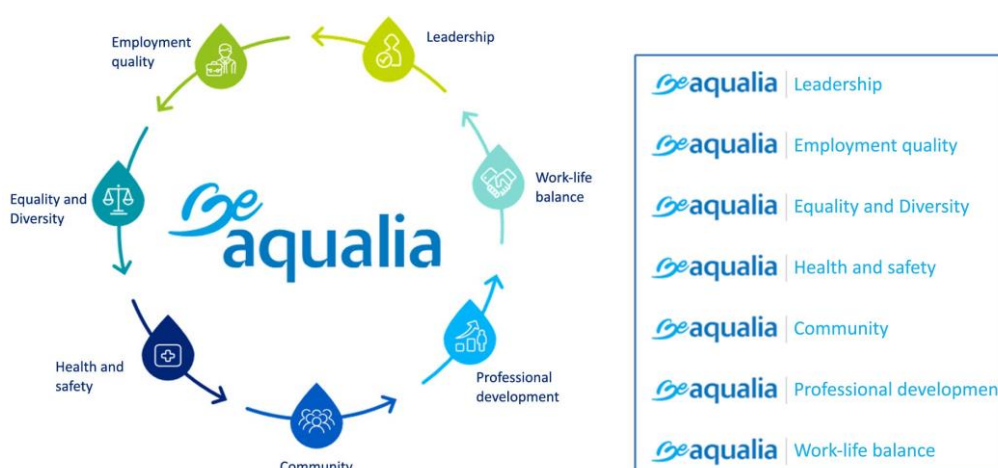 Leadership
Employment
quality
Work-life
balance
Equality and
Diversity
Be
aqualia
Health and
safety
Professional
development
Community
Be aqualia | Leadership
Be aqualia | Employment quality
Be aqualia | Equality and Diversity
Be aqualia | Health and safety
Be aqualia | Community
Be aqualia | Professional development
Be aqualia | Work-life balance